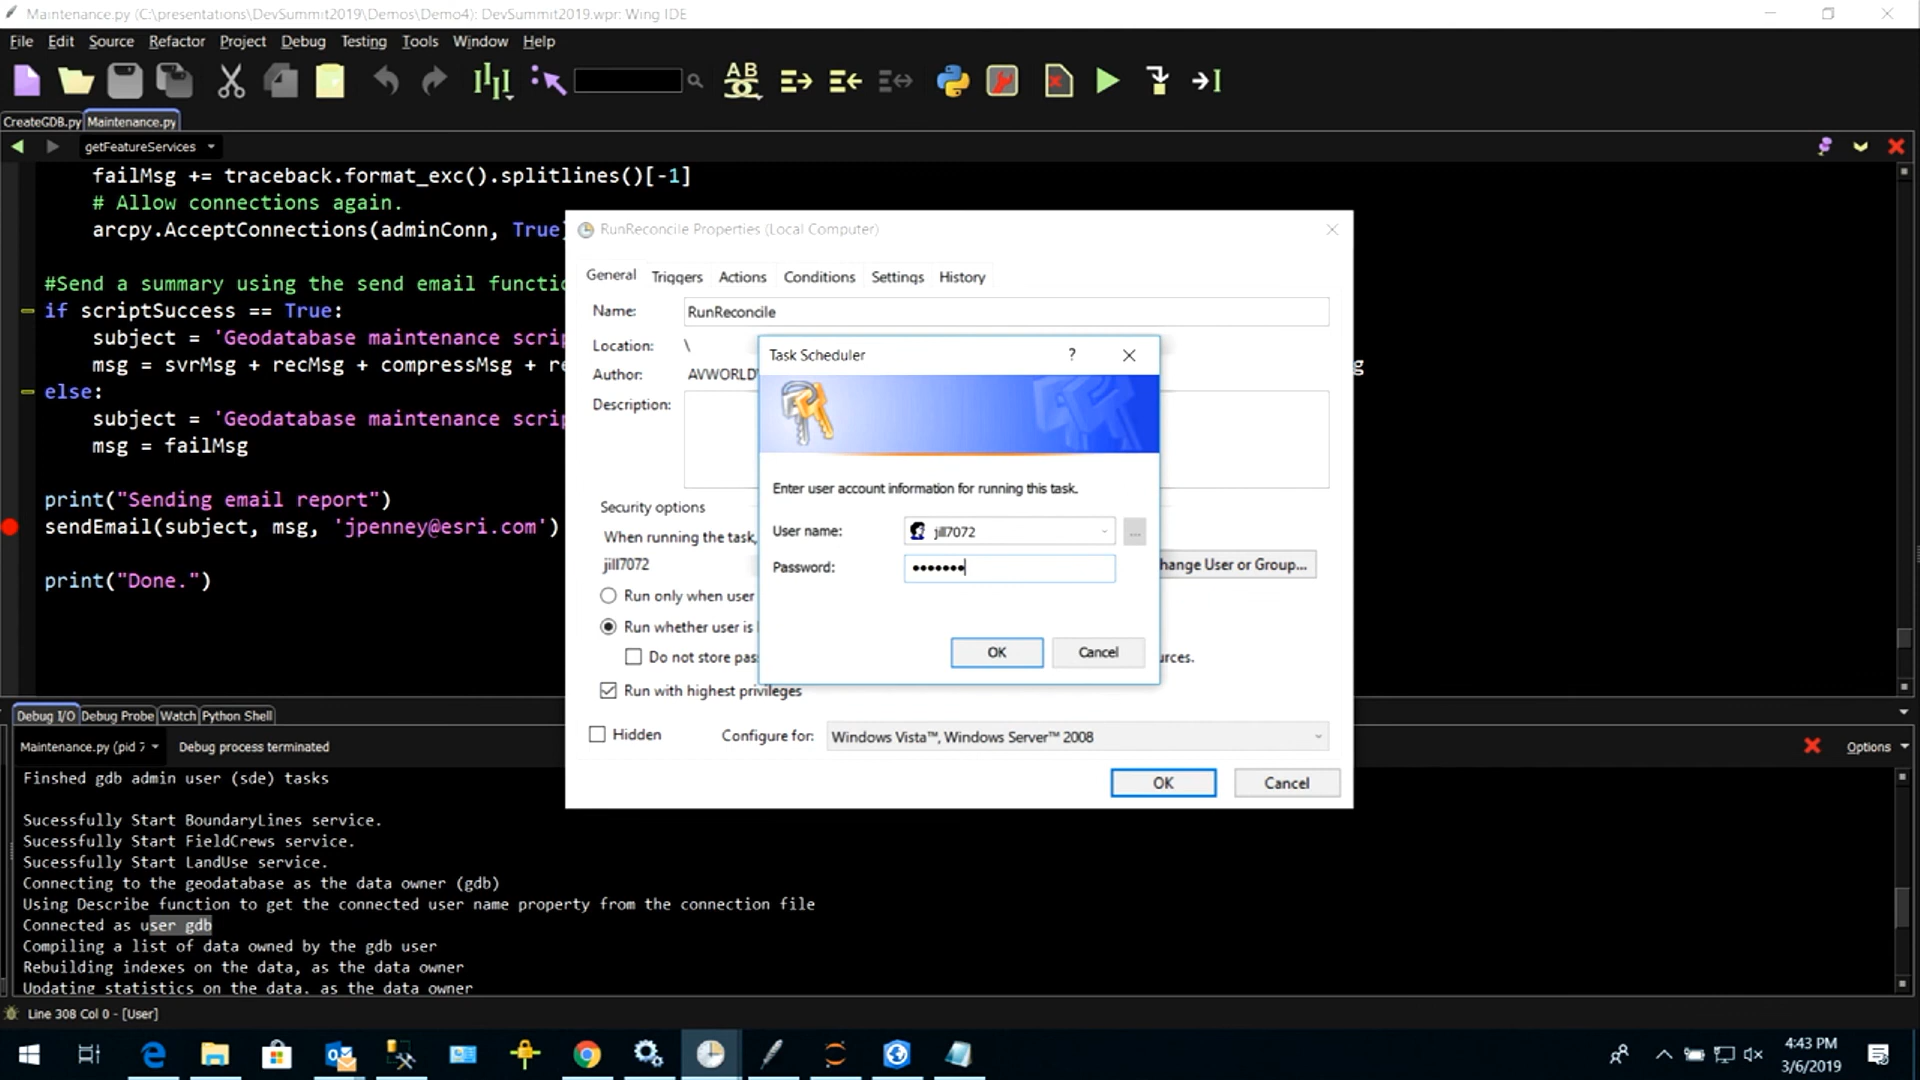 Maintenance.py (C:\presentations\DevSummit2019\Demos\Demo4): DevSummit2019.wpr: Wing IDE
File Edit Source Refactor Project Debug Testing Tools Window Help
AB
CreateGDB.py Maintenance.py
getFeatureServices
failMsg += traceback.format_exc().splitlines()[-1]
# Allow connections again.
arcpy.AcceptConnections(adminConn, True)
#Send a summary using the send email functio
if scriptSuccess == True:
subject = 'Geodatabase maintenance scrip
msg = svrMsg + recMsg + compressMsg + re
g
else:
subject = 'Geodatabase maintenance scrip
msg = failMsg
print("Sending email report")
sendEmail(subject, msg, 'jpenney@esri.com')
print("Done.")
RunReconcile Properties (Local Computer)
General Triggers Actions Conditions Settings History
Name: RunReconcile
Location: \
Author: AVWORLD\
Description:
Security options
When running the task,
jill7072
hange User or Group...
Run only when user
Run whether user is
Do not store pas
urces.
Run with highest privileges
Hidden Configure for: Windows Vista™, Windows Server™ 2008
OK Cancel
Task Scheduler ?
Enter user account information for running this task.
User name: jill7072 ...
Password: •••••••
OK Cancel
Debug I/O Debug Probe Watch Python Shell
Maintenance.py (pid 7 Debug process terminated Options
Finshed gdb admin user (sde) tasks
Sucessfully Start BoundaryLines service.
Sucessfully Start FieldCrews service.
Sucessfully Start LandUse service.
Connecting to the geodatabase as the data owner (gdb)
Using Describe function to get the connected user name property from the connection file
Connected as user gdb
Compiling a list of data owned by the gdb user
Rebuilding indexes on the data, as the data owner
Updating statistics on the data, as the data owner
Line 308 Col 0 - [User]
4:43 PM
3/6/2019